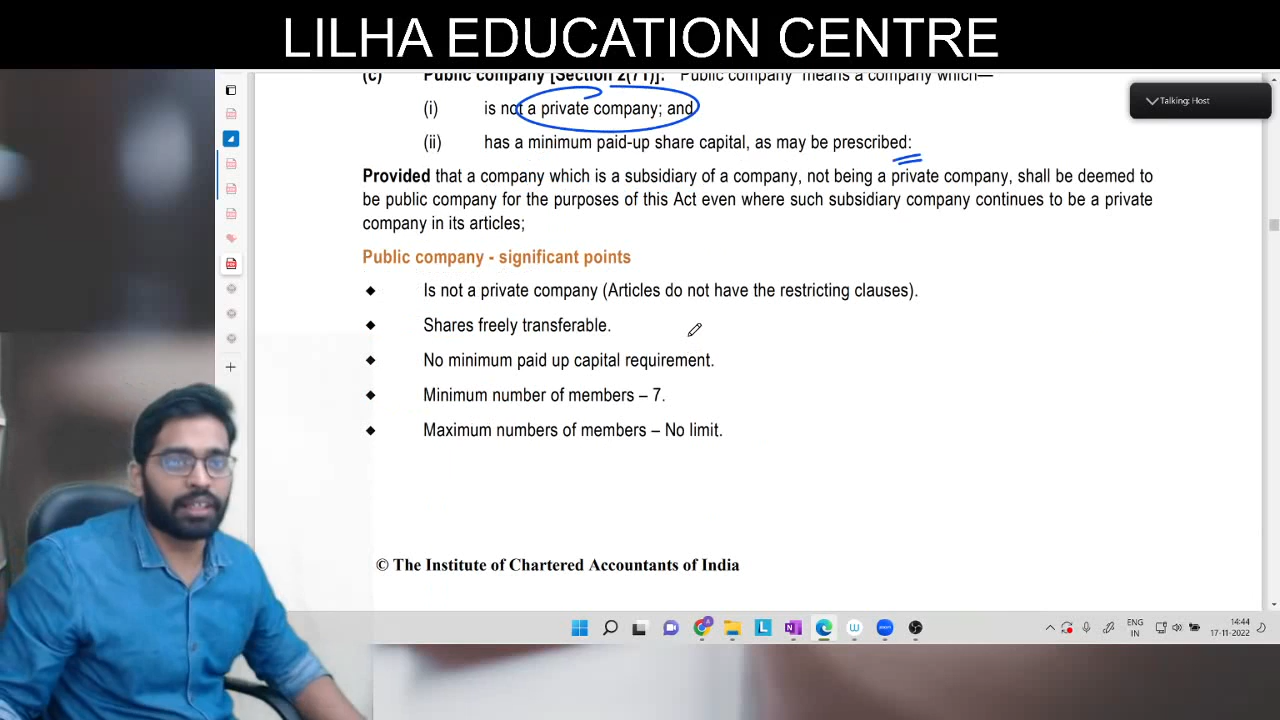 LILHA EDUCATION CENTRE
(c) Public company [Section 2(71)]: "Public company" means a company which—
Talking: Host
(i) is not a private company; and
(ii) has a minimum paid-up share capital, as may be prescribed:
Provided that a company which is a subsidiary of a company, not being a private company, shall be deemed to
be public company for the purposes of this Act even where such subsidiary company continues to be a private
company in its articles;
Public company - significant points
◆ Is not a private company (Articles do not have the restricting clauses).
◆ Shares freely transferable.
◆ No minimum paid up capital requirement.
◆ Minimum number of members – 7.
◆ Maximum numbers of members – No limit.
© The Institute of Chartered Accountants of India
ENG
IN
14:44
17-11-2022